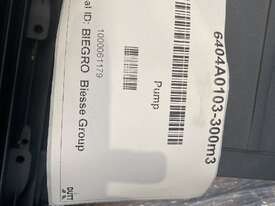 6404A0103-300m3
Pump
1000061179
al ID: BIEGRO Biesse Group